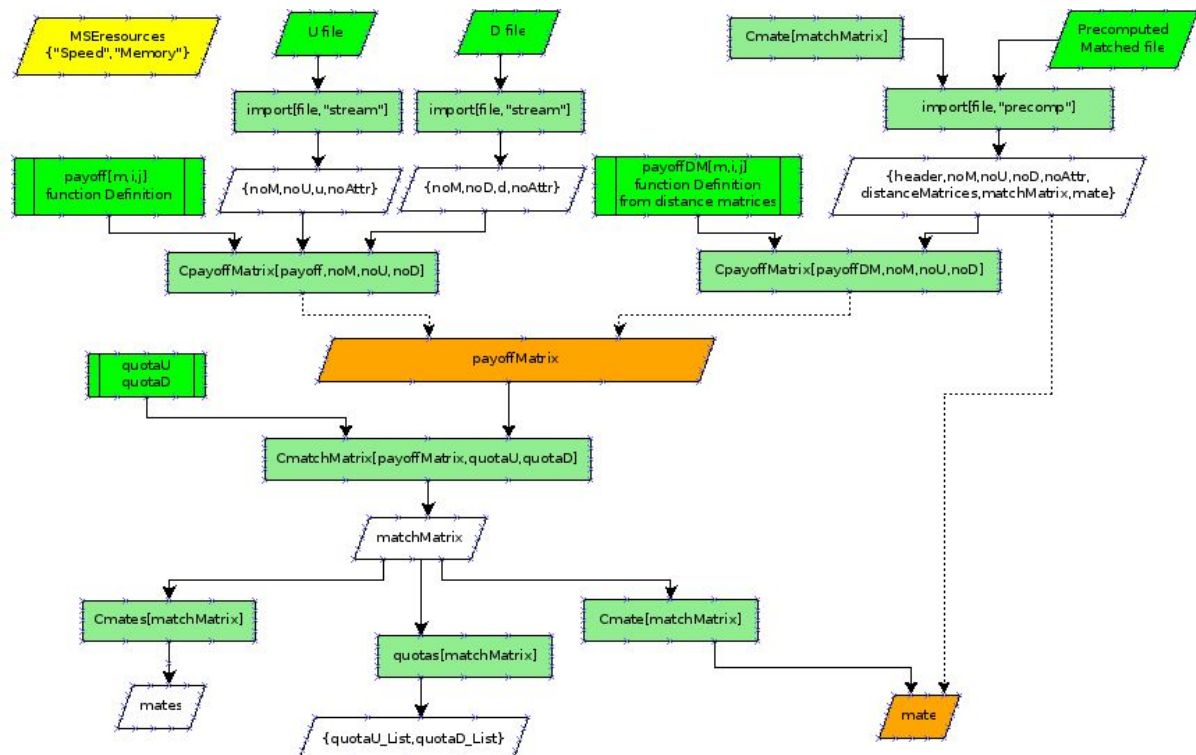 MSEresources
{"Speed","Memory"}
U file
D file
Cmate[matchMatrix]
Precomputed
Matched file
import[file,"stream"]
import[file,"stream"]
import[file,"precomp"]
payoff[m,i,j]
function Definition
{noM,noU,u,noAttr}
{noM,noD,d,noAttr}
payoffDM[m,i,j]
function Definition
from distance matrices
{header,noM,noU,noD,noAttr,
distanceMatrices,matchMatrix,mate}
CpayoffMatrix[payoff,noM,noU,noD]
CpayoffMatrix[payoffDM,noM,noU,noD]
payoffMatrix
quotaU
quotaD
CmatchMatrix[payoffMatrix,quotaU,quotaD]
matchMatrix
Cmates[matchMatrix]
Cmate[matchMatrix]
quotas[matchMatrix]
mates
mate
{quotaU_List,quotaD_List}